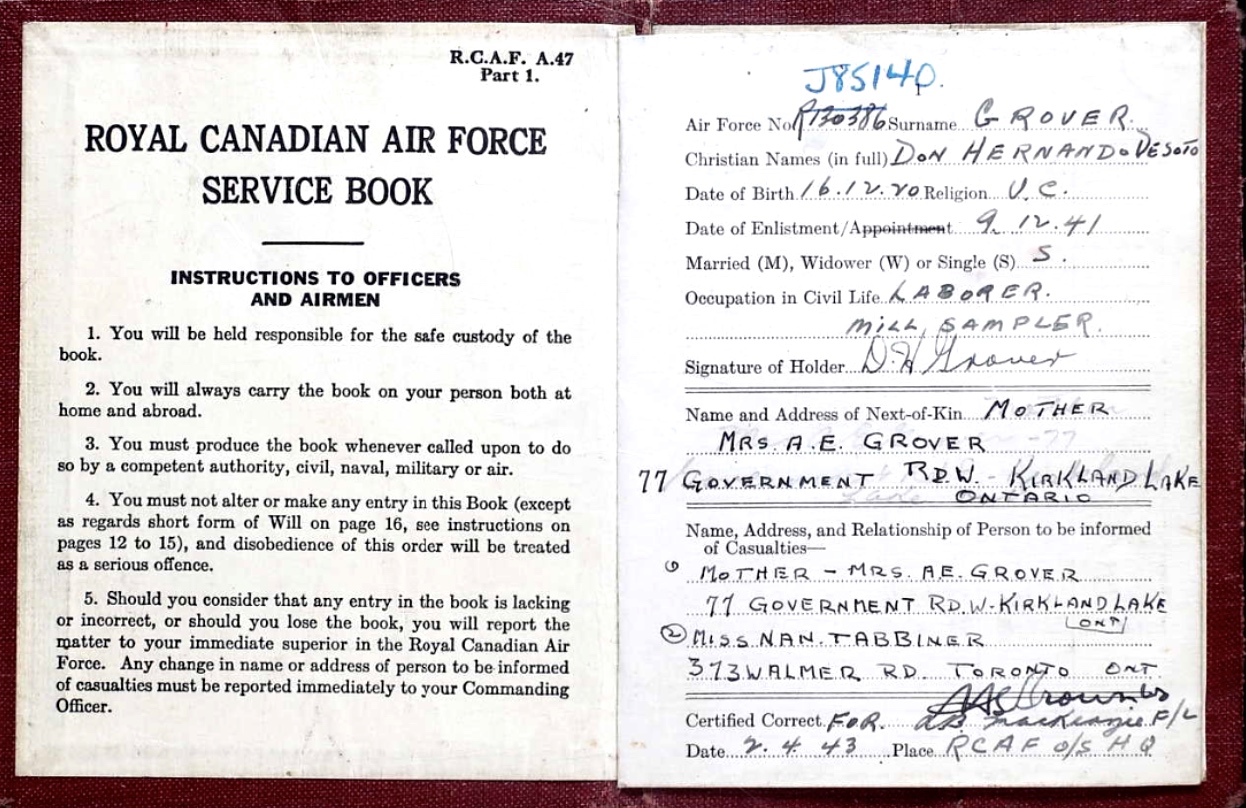 R.C.A.F. A.47
Part 1.
ROYAL CANADIAN AIR FORCE
SERVICE BOOK
INSTRUCTIONS TO OFFICERS
AND AIRMEN
1. You will be held responsible for the safe custody of the
book.
2. You will always carry the book on your person both at
home and abroad.
3. You must produce the book whenever called upon to do
so by a competent authority, civil, naval, military or air.
4. You must not alter or make any entry in this Book (except
as regards short form of Will on page 16, see instructions on
pages 12 to 15), and disobedience of this order will be treated
as a serious offence.
5. Should you consider that any entry in the book is lacking
or incorrect, or should you lose the book, you will report the
matter to your immediate superior in the Royal Canadian Air
Force. Any change in name or address of person to be informed
of casualties must be reported immediately to your Commanding
Officer.
J85140.
Air Force No R130386 Surname GROVER.
Christian Names (in full) DON HERNANDO DESOTO
Date of Birth 16.12.20 Religion U.C.
Date of Enlistment/Appointment 9.12.41
Married (M), Widower (W) or Single (S) S.
Occupation in Civil Life LABORER.
MILL SAMPLER.
Signature of Holder D.H Grover
Name and Address of Next-of-Kin MOTHER
MRS A.E. GROVER
77 GOVERNMENT RD.W. - KIRKLAND LAKE
ONTARIO
Name, Address, and Relationship of Person to be informed
of Casualties—
① MOTHER - MRS. A.E. GROVER
77 GOVERNMENT RD.W-KIRKLAND LAKE
ONT
② MISS NAN. TABBINER
373 WALMER RD. TORONTO ONT.
Certified Correct FOR. F/L
Date 2.4.43 Place RCAF O/S HQ